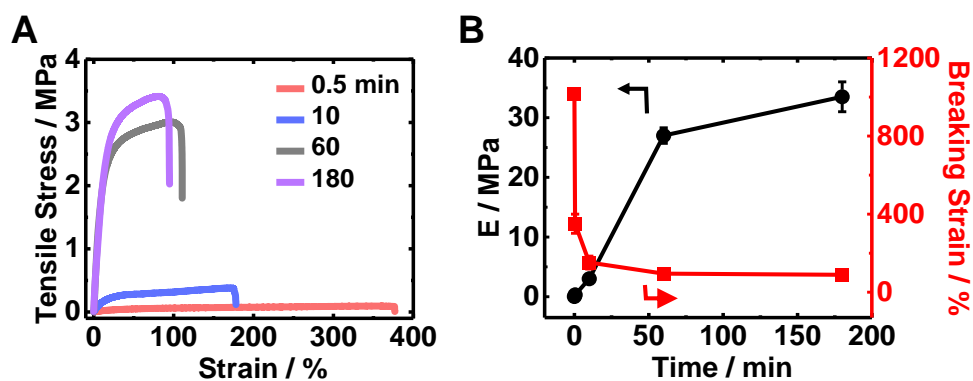 A
Tensile Stress / MPa
4
3
2
1
0
0 100 200 300 400
Strain / %
0.5 min
10
60
180
B
E / MPa
40
30
20
10
0
0 50 100 150 200
Time / min
1200
800
400
0
Breaking Strain / %